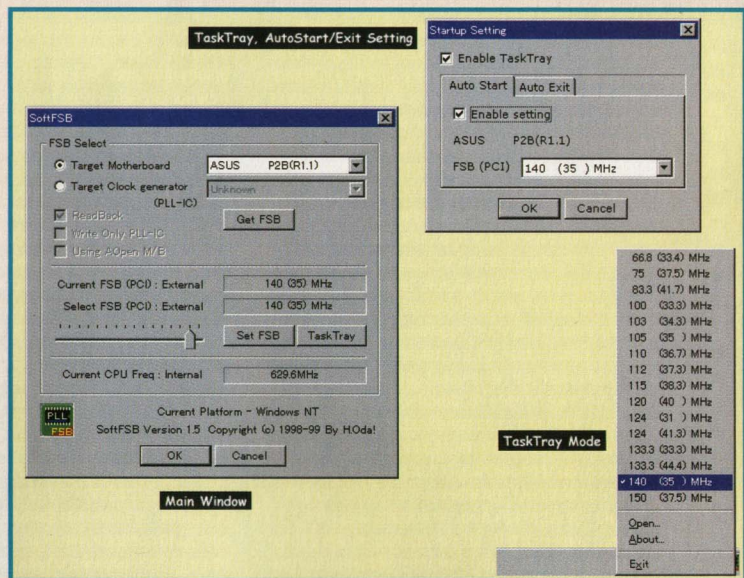 TaskTray, AutoStart/Exit Setting
Startup Setting
Enable TaskTray
Auto Start Auto Exit
Enable setting
ASUS P2B(R1.1)
FSB (PCI) 140 (35 ) MHz
OK Cancel
SoftFSB
FSB Select
Target Motherboard ASUS P2B(R1.1)
Target Clock generator Unknown
(PLL-IC)
ReadBack Get FSB
Write Only PLL-IC
Using AOpen M/B
Current FSB (PCI) : External 140 (35) MHz
Select FSB (PCI) : External 140 (35) MHz
Set FSB TaskTray
Current CPU Freq : Internal 629.6MHz
PLL-
FSB
Current Platform - Windows NT
SoftFSB Version 1.5 Copyright (c) 1998-99 By H.Oda!
OK Cancel
Main Window
TaskTray Mode
66.8 (33.4) MHz
75 (37.5) MHz
83.3 (41.7) MHz
100 (33.3) MHz
103 (34.3) MHz
105 (35 ) MHz
110 (36.7) MHz
112 (37.3) MHz
115 (38.3) MHz
120 (40 ) MHz
124 (31 ) MHz
124 (41.3) MHz
133.3 (33.3) MHz
133.3 (44.4) MHz
140 (35 ) MHz
150 (37.5) MHz
Open...
About...
Exit